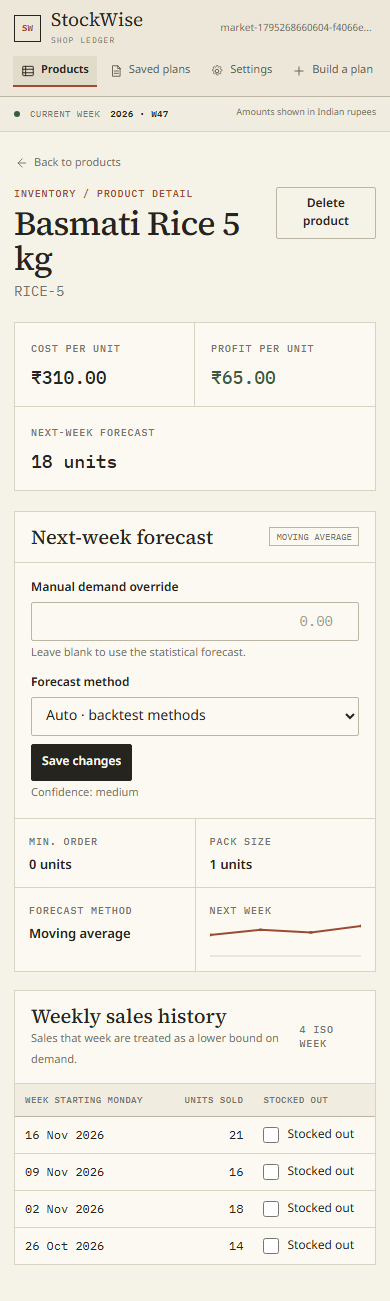 SW
StockWise
SHOP LEDGER
market-1795268660604-f4066e...
Products
Saved plans
Settings
Build a plan
CURRENT WEEK 2026 · W47
Amounts shown in Indian rupees
Back to products
INVENTORY / PRODUCT DETAIL
Basmati Rice 5
kg
RICE-5
Delete
product
COST PER UNIT
₹310.00
PROFIT PER UNIT
₹65.00
NEXT-WEEK FORECAST
18 units
Next-week forecast
MOVING AVERAGE
Manual demand override
0.00
Leave blank to use the statistical forecast.
Forecast method
Auto · backtest methods
Save changes
Confidence: medium
MIN. ORDER
0 units
PACK SIZE
1 units
FORECAST METHOD
Moving average
NEXT WEEK
Weekly sales history
Sales that week are treated as a lower bound on
demand.
4 ISO
WEEK
WEEK STARTING MONDAY UNITS SOLD STOCKED OUT
16 Nov 2026 21 Stocked out
09 Nov 2026 16 Stocked out
02 Nov 2026 18 Stocked out
26 Oct 2026 14 Stocked out